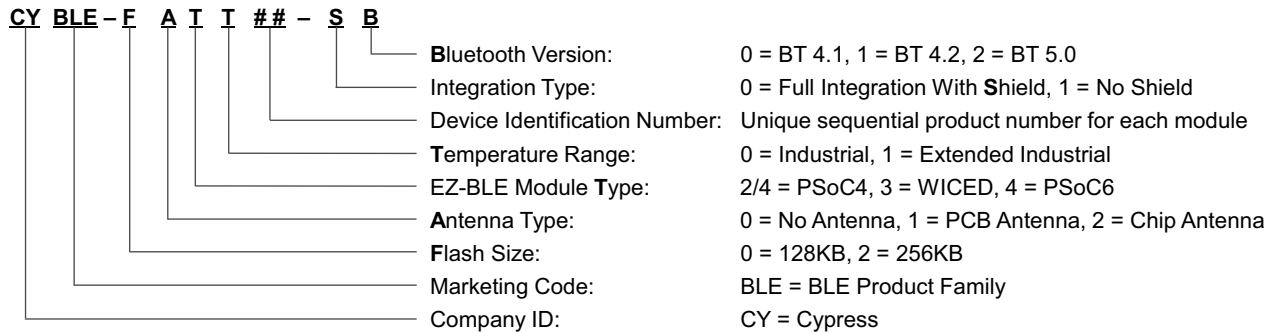 CY BLE – F A T T ## – S B
Bluetooth Version: 0 = BT 4.1, 1 = BT 4.2, 2 = BT 5.0
Integration Type: 0 = Full Integration With Shield, 1 = No Shield
Device Identification Number: Unique sequential product number for each module
Temperature Range: 0 = Industrial, 1 = Extended Industrial
EZ-BLE Module Type: 2/4 = PSoC4, 3 = WICED, 4 = PSoC6
Antenna Type: 0 = No Antenna, 1 = PCB Antenna, 2 = Chip Antenna
Flash Size: 0 = 128KB, 2 = 256KB
Marketing Code: BLE = BLE Product Family
Company ID: CY = Cypress